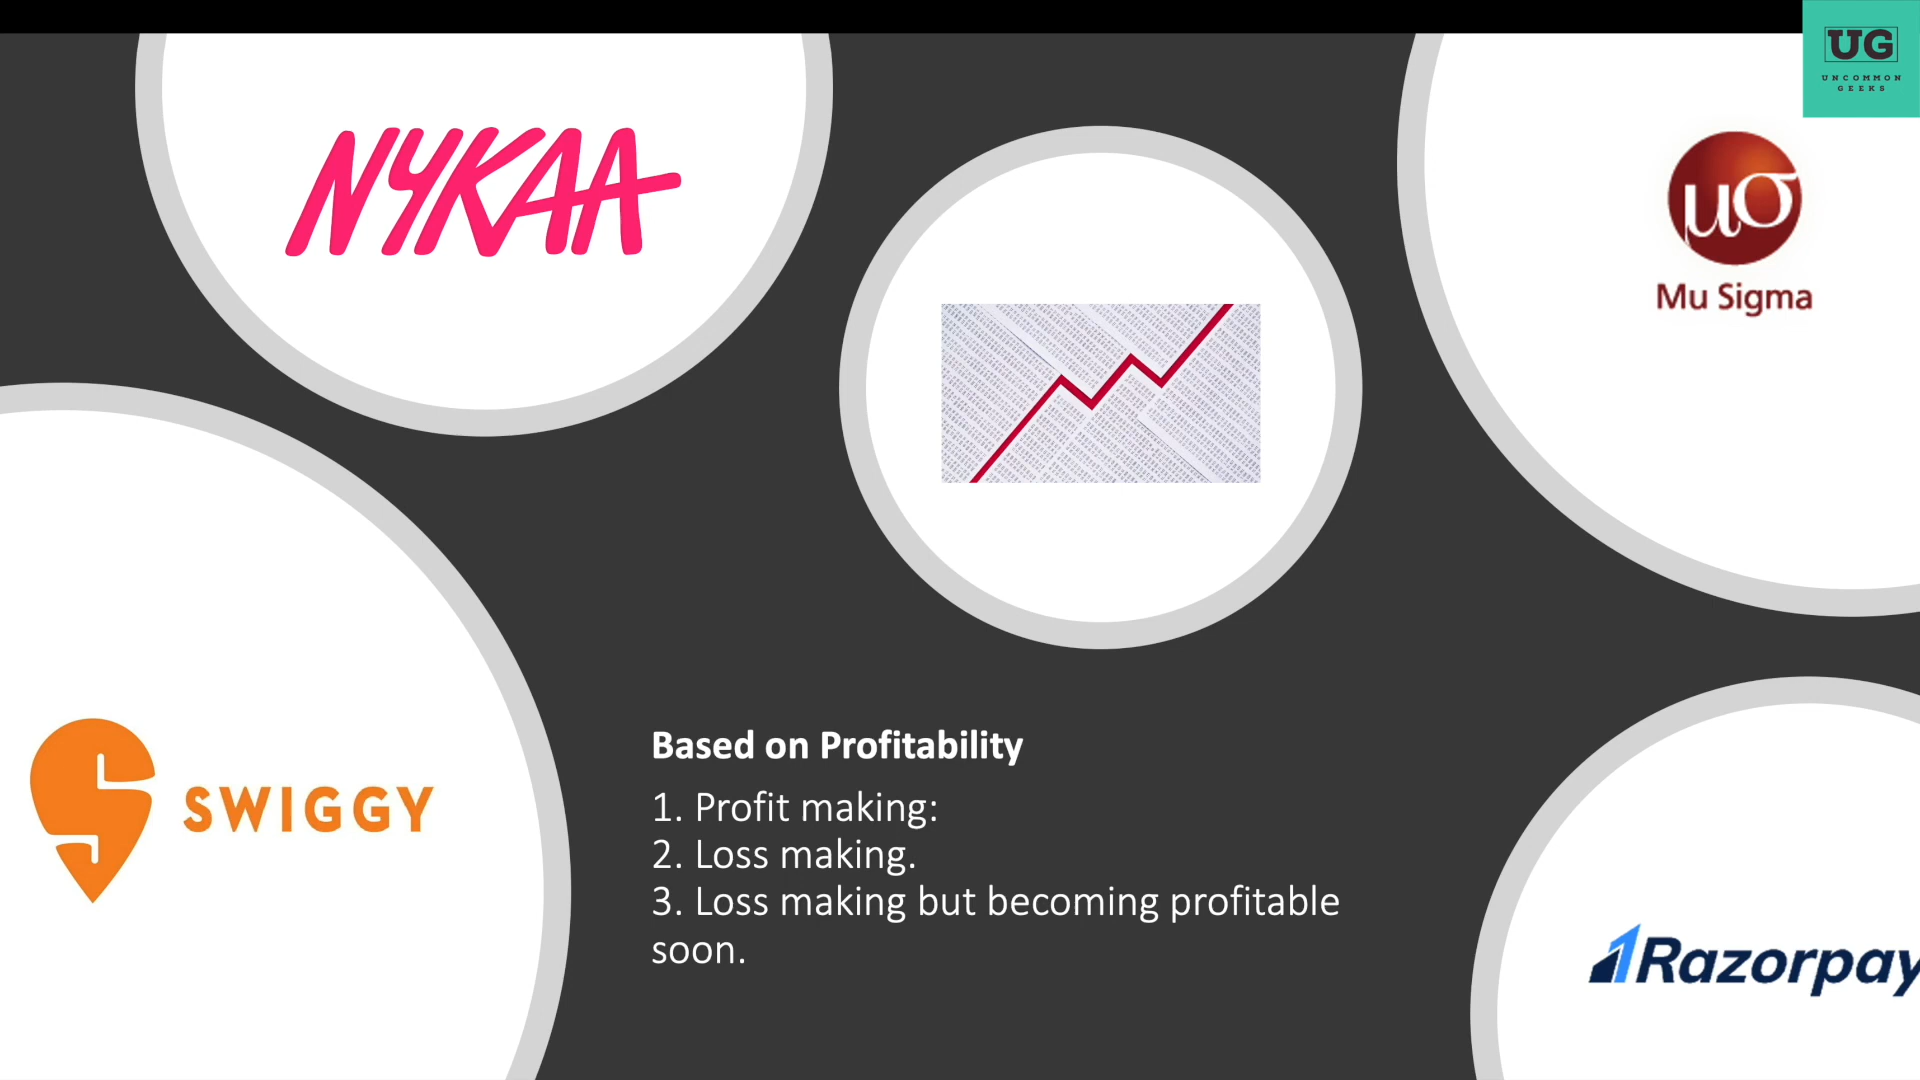 UG
UNCOMMON
GEEKS
NYKAA
μσ
Mu Sigma
SWIGGY
Based on Profitability
1. Profit making:
2. Loss making.
3. Loss making but becoming profitable
soon.
Razorpay